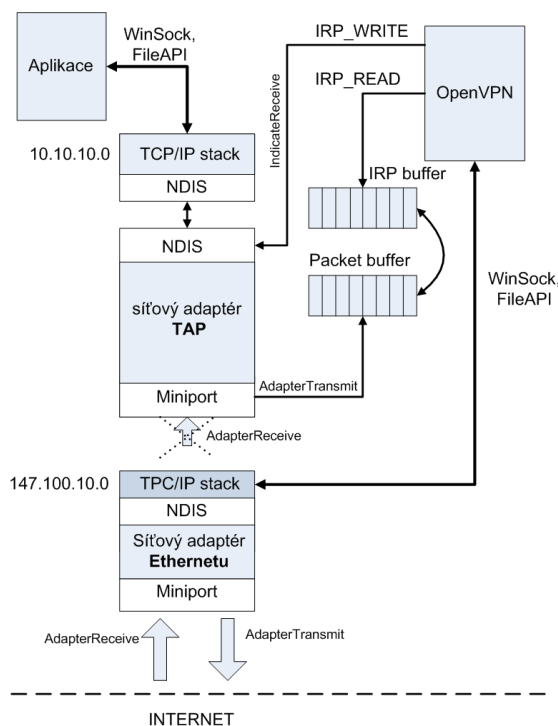 WinSock,
FileAPI
Aplikace
IRP_WRITE
IRP_READ
OpenVPN
IndicateReceive
10.10.10.0
TCP/IP stack
NDIS
IRP buffer
NDIS
Packet buffer
síťový adaptér
TAP
WinSock,
FileAPI
Miniport
AdapterTransmit
AdapterReceive
147.100.10.0
TPC/IP stack
NDIS
Síťový adaptér
Ethernetu
Miniport
AdapterReceive
AdapterTransmit
INTERNET